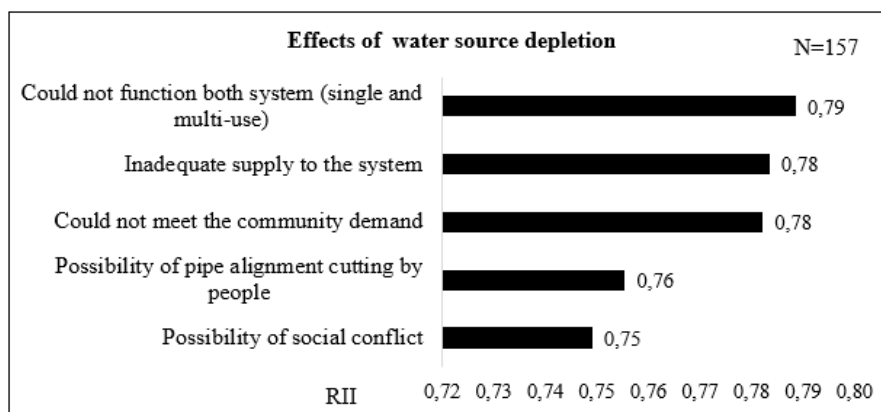 Effects of water source depletion
N=157
Could not function both system (single and
multi-use)
0,79
Inadequate supply to the system
0,78
Could not meet the community demand
0,78
Possibility of pipe alignment cutting by
people
0,76
Possibility of social conflict
0,75
RII
0,72 0,73 0,74 0,75 0,76 0,77 0,78 0,79 0,80